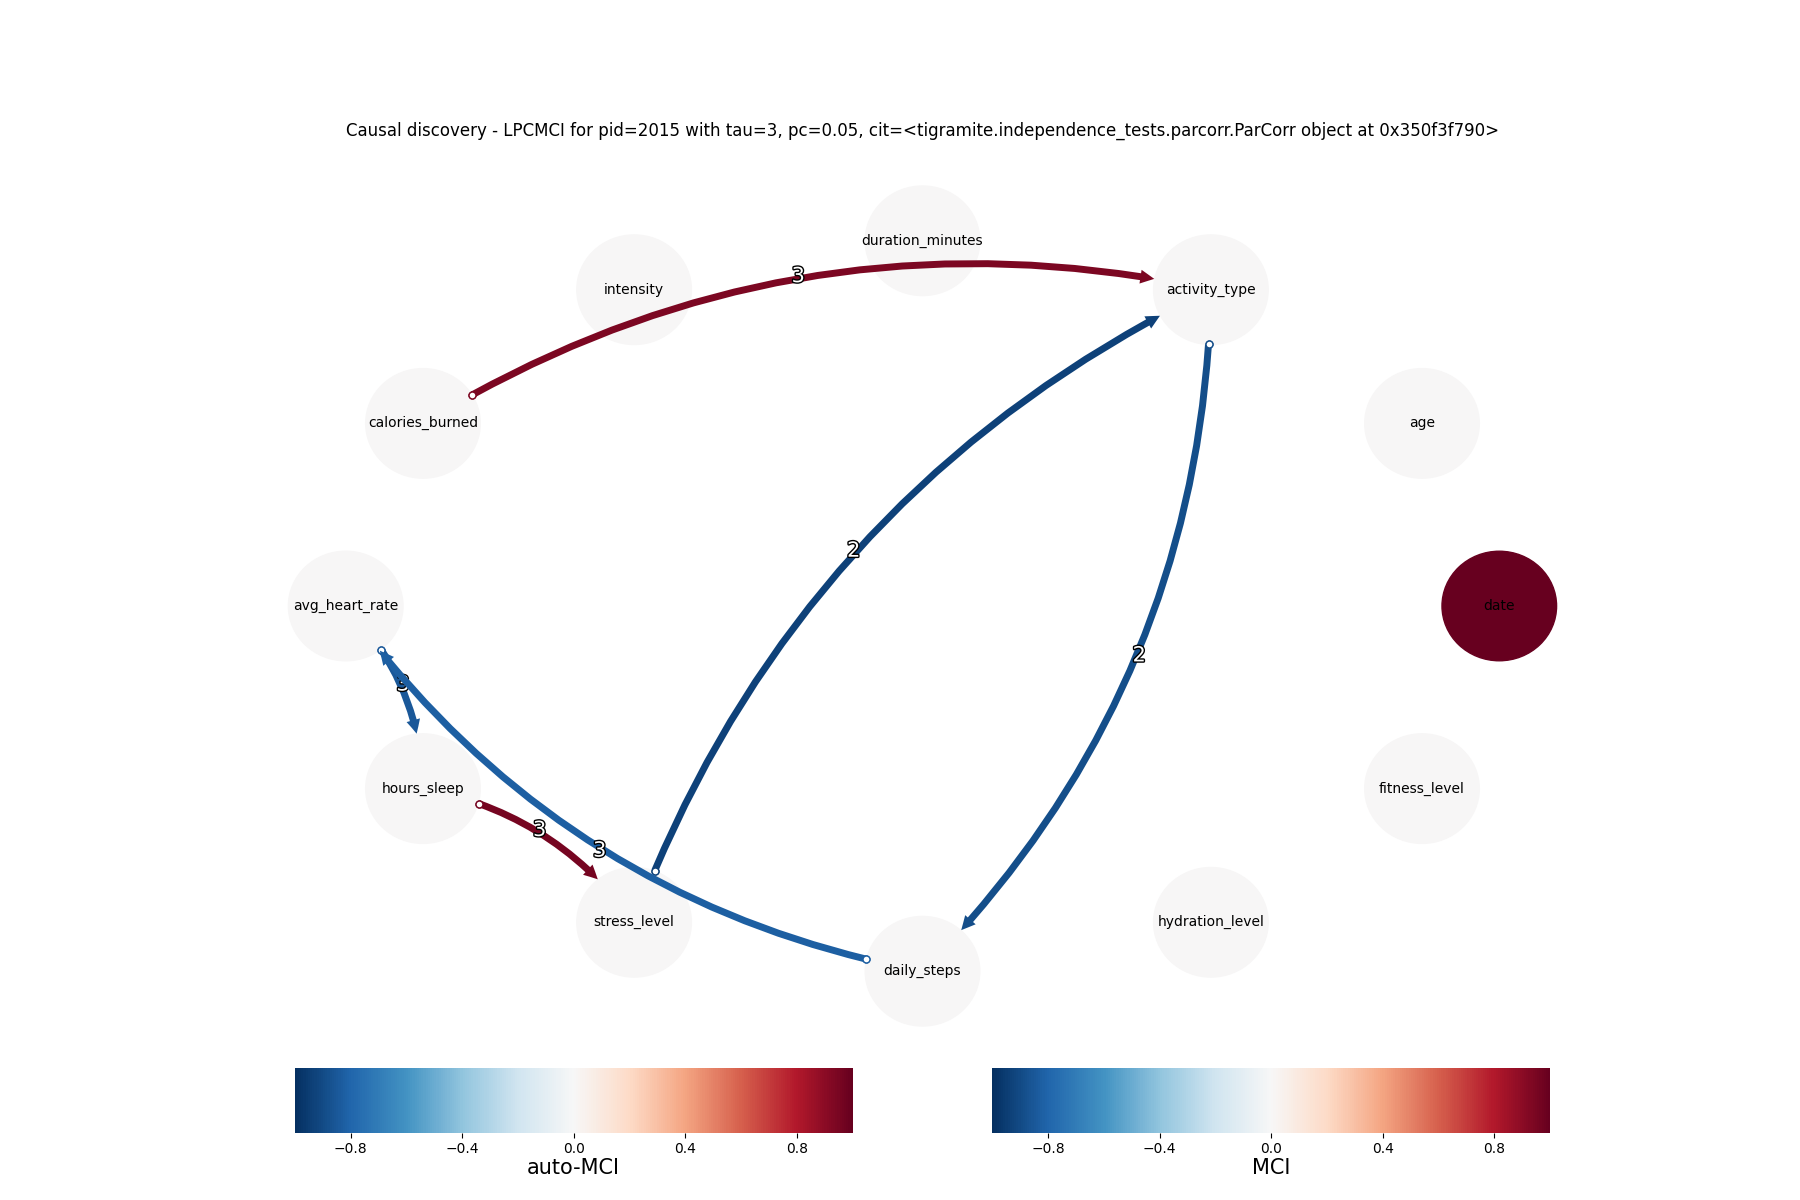 Causal discovery - LPCMCI for pid=2015 with tau=3, pc=0.05, cit=<tigramite.independence_tests.parcorr.ParCorr object at 0x350f3f790>
duration_minutes
intensity
activity_type
3
calories_burned
age
2
avg_heart_rate
date
2
3
hours_sleep
fitness_level
3
3
stress_level
hydration_level
daily_steps
−0.8 −0.4 0.0 0.4 0.8
auto-MCI
−0.8 −0.4 0.0 0.4 0.8
MCI